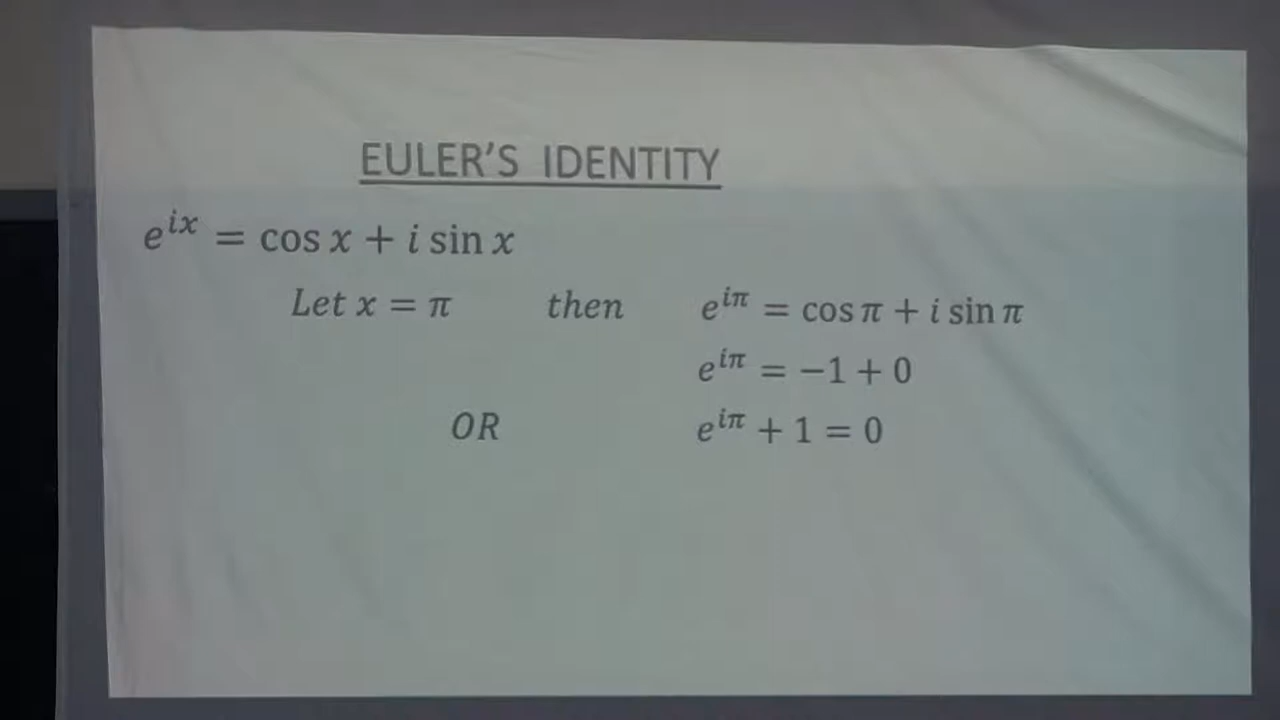 EULER'S IDENTITY
e^{ix} = cos x + i sin x
Let x = π then e^{iπ} = cos π + i sin π
e^{iπ} = −1 + 0
OR e^{iπ} + 1 = 0